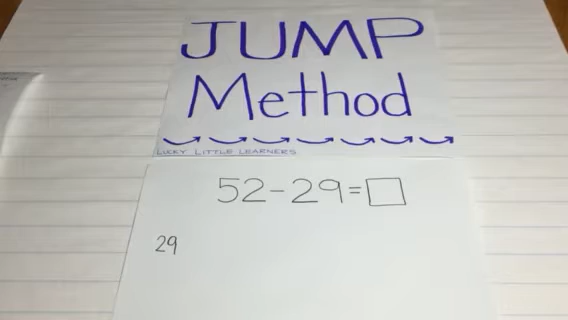 JUMP
Method
LUCKY LITTLE LEARNERS
52-29=□
29